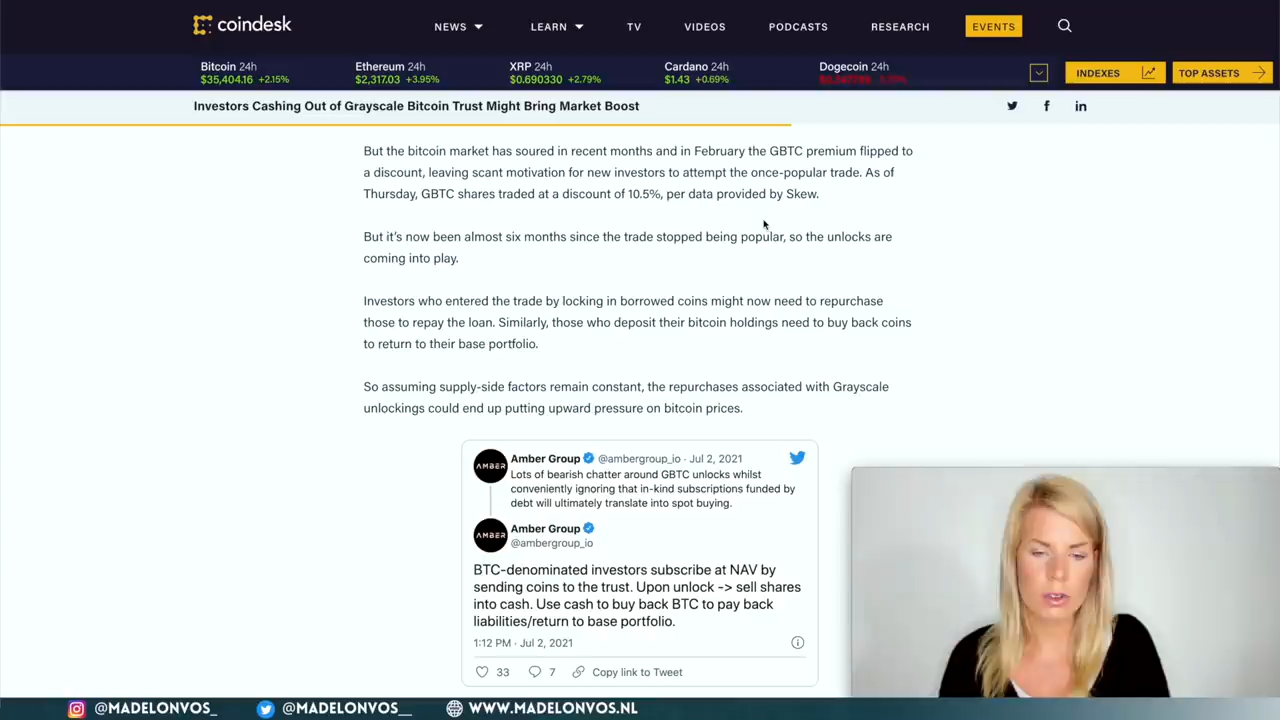 coindesk
NEWS LEARN TV VIDEOS PODCASTS RESEARCH EVENTS
Bitcoin 24h Ethereum 24h XRP 24h Cardano 24h Dogecoin 24h
$35,404.16 +2.15% $2,317.03 +3.95% $0.690330 +2.79% $1.43 +0.69%
INDEXES TOP ASSETS
Investors Cashing Out of Grayscale Bitcoin Trust Might Bring Market Boost
But the bitcoin market has soured in recent months and in February the GBTC premium flipped to
a discount, leaving scant motivation for new investors to attempt the once-popular trade. As of
Thursday, GBTC shares traded at a discount of 10.5%, per data provided by Skew.
But it’s now been almost six months since the trade stopped being popular, so the unlocks are
coming into play.
Investors who entered the trade by locking in borrowed coins might now need to repurchase
those to repay the loan. Similarly, those who deposit their bitcoin holdings need to buy back coins
to return to their base portfolio.
So assuming supply-side factors remain constant, the repurchases associated with Grayscale
unlockings could end up putting upward pressure on bitcoin prices.
AMBER
Amber Group @ambergroup_io · Jul 2, 2021
Lots of bearish chatter around GBTC unlocks whilst
conveniently ignoring that in-kind subscriptions funded by
debt will ultimately translate into spot buying.
AMBER
Amber Group
@ambergroup_io
BTC-denominated investors subscribe at NAV by
sending coins to the trust. Upon unlock -> sell shares
into cash. Use cash to buy back BTC to pay back
liabilities/return to base portfolio.
1:12 PM · Jul 2, 2021
33 7 Copy link to Tweet
@MADELONVOS_ @MADELONVOS__ WWW.MADELONVOS.NL